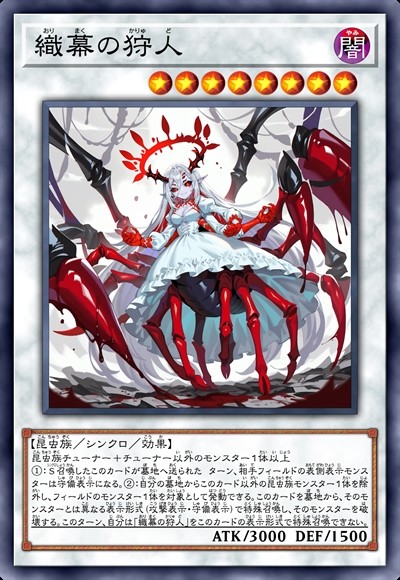 織幕の狩人
闇
【昆虫族／シンクロ／効果】
昆虫族チューナー＋チューナー以外のモンスター1体以上
①：Ｓ召喚したこのカードが墓地へ送られた ターン、相手フィールドの表側表示モンス
ターは守備表示になる。②：自分の墓地からこのカード以外の昆虫族モンスター1体を除
外し、フィールドのモンスター1体を対象として発動できる。このカードを墓地から、そのモ
ンスターとは異なる表示形式（攻撃表示・守備表示）で特殊召喚し、そのモンスターを破
壊する。このターン、自分は「織幕の狩人」をこのカードの表示形式で特殊召喚できない。
ATK/3000 DEF/1500